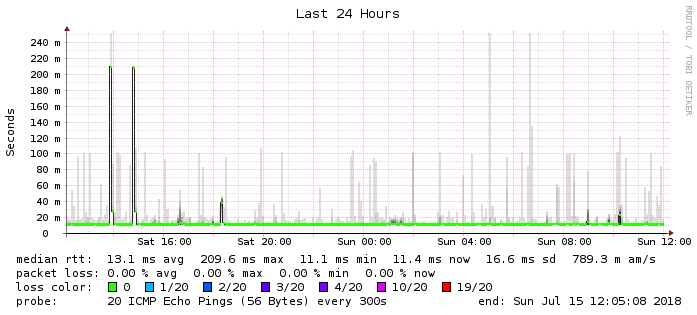 Last 24 Hours
RRDTOOL / TOBI OETIKER
Seconds
240 m
220 m
200 m
180 m
160 m
140 m
120 m
100 m
80 m
60 m
40 m
20 m
0
Sat 16:00 Sat 20:00 Sun 00:00 Sun 04:00 Sun 08:00 Sun 12:00
median rtt: 13.1 ms avg 209.6 ms max 11.1 ms min 11.4 ms now 16.6 ms sd 789.3 m am/s
packet loss: 0.00 % avg 0.00 % max 0.00 % min 0.00 % now
loss color: 0 1/20 2/20 3/20 4/20 10/20 19/20
probe: 20 ICMP Echo Pings (56 Bytes) every 300s end: Sun Jul 15 12:05:08 2018